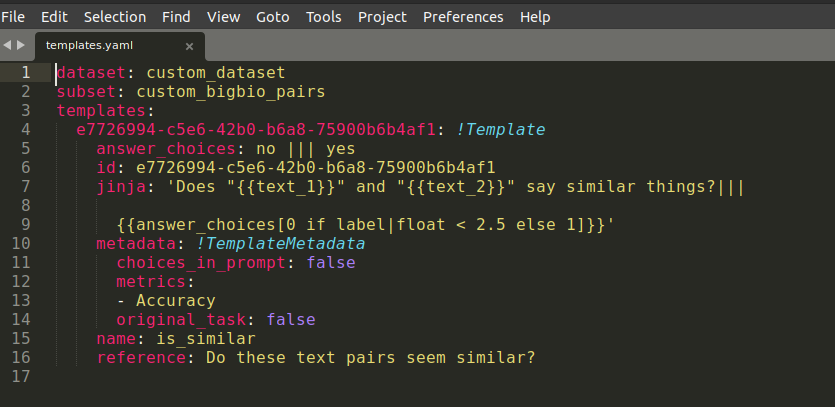 File Edit Selection Find View Goto Tools Project Preferences Help
templates.yaml ×
1 dataset: custom_dataset
2 subset: custom_bigbio_pairs
3 templates:
4   e7726994-c5e6-42b0-b6a8-75900b6b4af1: !Template
5     answer_choices: no ||| yes
6     id: e7726994-c5e6-42b0-b6a8-75900b6b4af1
7     jinja: 'Does "{{text_1}}" and "{{text_2}}" say similar things?|||
8
9       {{answer_choices[0 if label|float < 2.5 else 1]}}'
10     metadata: !TemplateMetadata
11       choices_in_prompt: false
12       metrics:
13       - Accuracy
14       original_task: false
15     name: is_similar
16     reference: Do these text pairs seem similar?
17